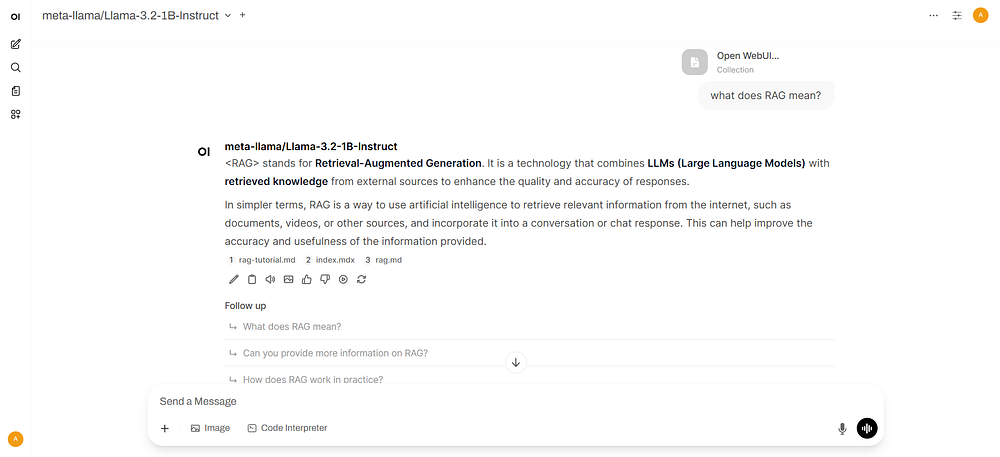 OI
meta-llama/Llama-3.2-1B-Instruct
A
Open WebUI...
Collection
what does RAG mean?
OI
meta-llama/Llama-3.2-1B-Instruct
<RAG> stands for Retrieval-Augmented Generation. It is a technology that combines LLMs (Large Language Models) with
retrieved knowledge from external sources to enhance the quality and accuracy of responses.
In simpler terms, RAG is a way to use artificial intelligence to retrieve relevant information from the internet, such as
documents, videos, or other sources, and incorporate it into a conversation or chat response. This can help improve the
accuracy and usefulness of the information provided.
1 rag-tutorial.md 2 index.mdx 3 rag.md
Follow up
What does RAG mean?
Can you provide more information on RAG?
How does RAG work in practice?
Send a Message
Image Code Interpreter
A